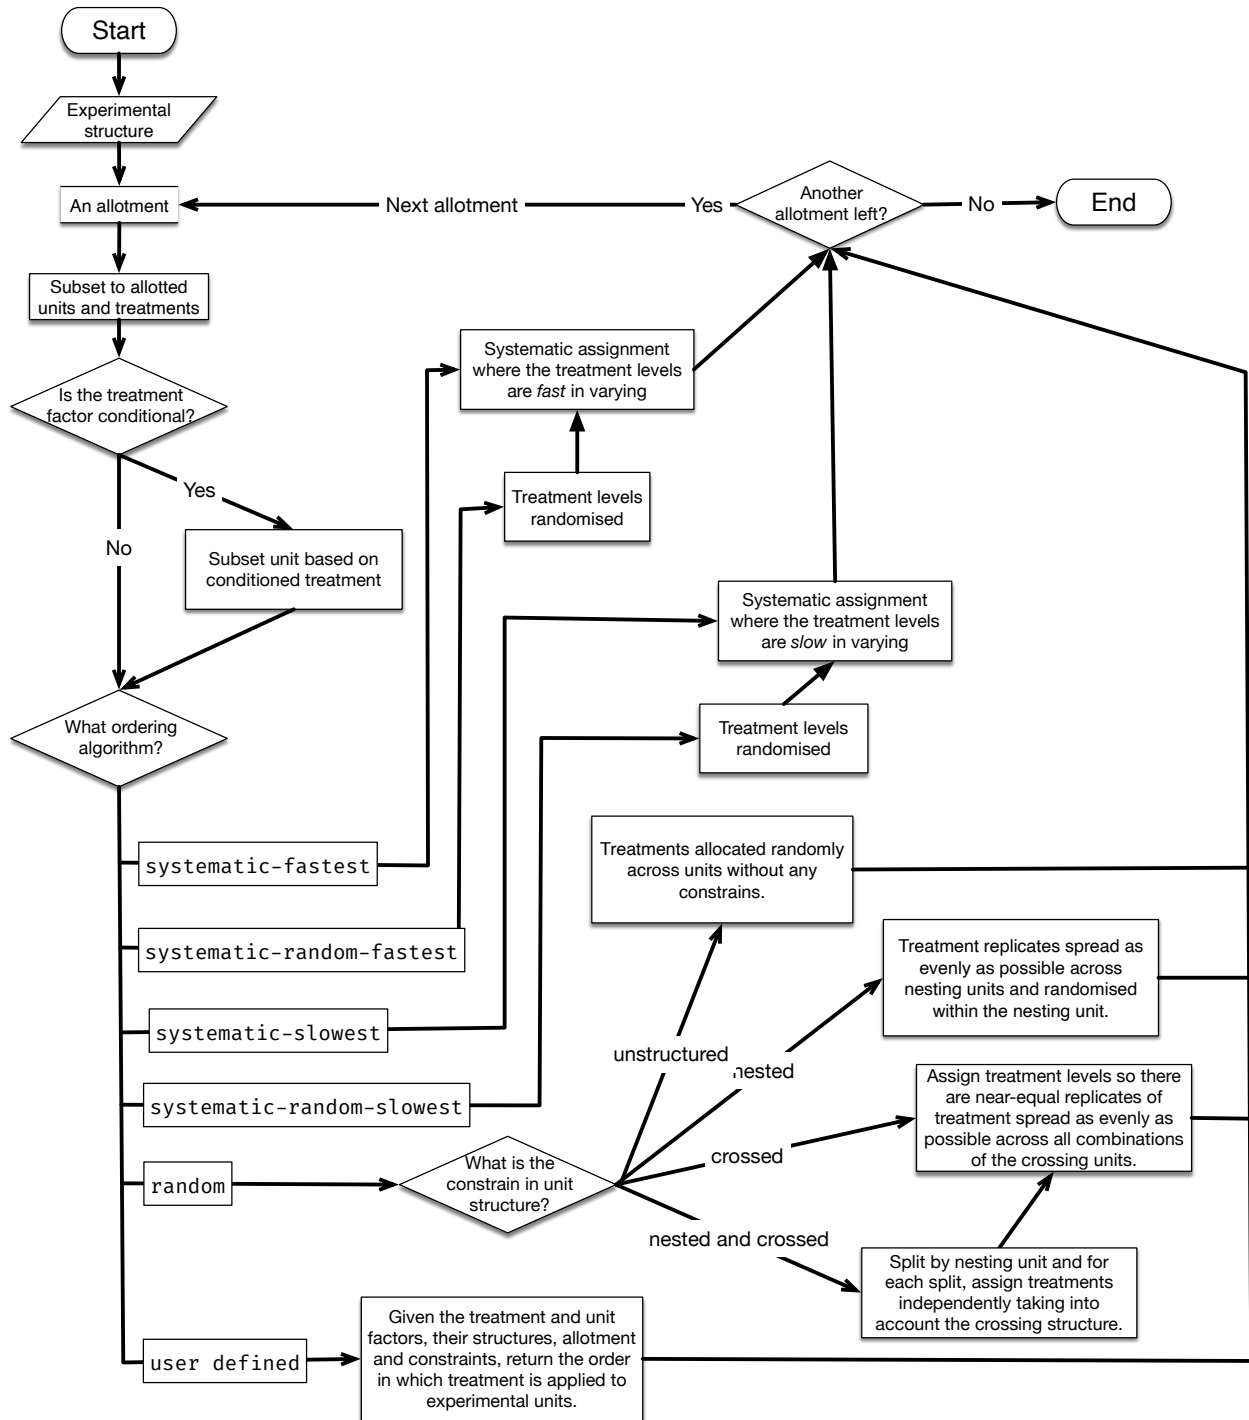 Start
Experimental
structure
An allotment
Next allotment
Yes
Another
allotment left?
No
End
Subset to allotted
units and treatments
Is the treatment
factor conditional?
Yes
No
Subset unit based on
conditioned treatment
Systematic assignment
where the treatment levels
are fast in varying
Treatment levels
randomised
Systematic assignment
where the treatment levels
are slow in varying
Treatment levels
randomised
What ordering
algorithm?
systematic-fastest
systematic-random-fastest
systematic-slowest
systematic-random-slowest
random
user defined
Treatments allocated randomly
across units without any
constrains.
Treatment replicates spread as
evenly as possible across
nesting units and randomised
within the nesting unit.
unstructured
nested
crossed
nested and crossed
What is the
constrain in unit
structure?
Assign treatment levels so there
are near-equal replicates of
treatment spread as evenly as
possible across all combinations
of the crossing units.
Split by nesting unit and for
each split, assign treatments
independently taking into
account the crossing structure.
Given the treatment and unit
factors, their structures, allotment
and constraints, return the order
in which treatment is applied to
experimental units.